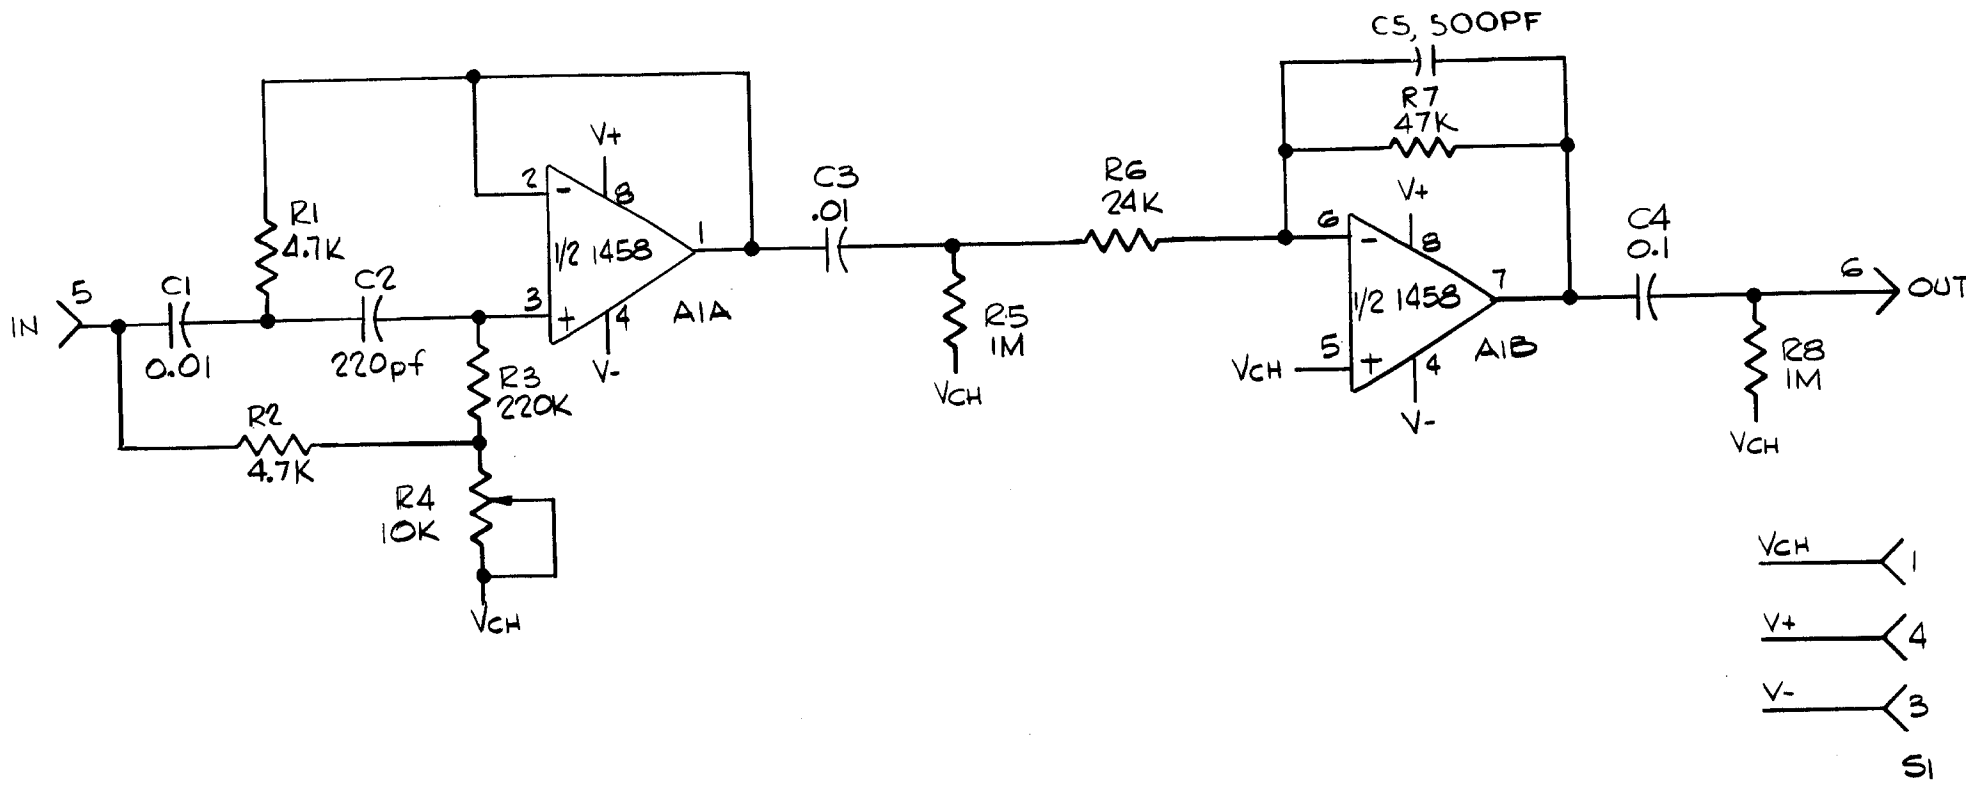 C5, 500PF
R7
47K
V+
8
2
-
1/2 1458
1
3
+
4
V-
A1A
R1
4.7K
C3
.01
R6
24K
V+
6
-
8
1/2 1458
7
5
+
4
V-
A1B
VCH
C4
0.1
6
OUT
5
IN
C1
0.01
C2
220pf
R3
220K
R5
1M
VCH
R8
1M
VCH
R2
4.7K
R4
10K
VCH
VCH
1
V+
4
V-
3
S1